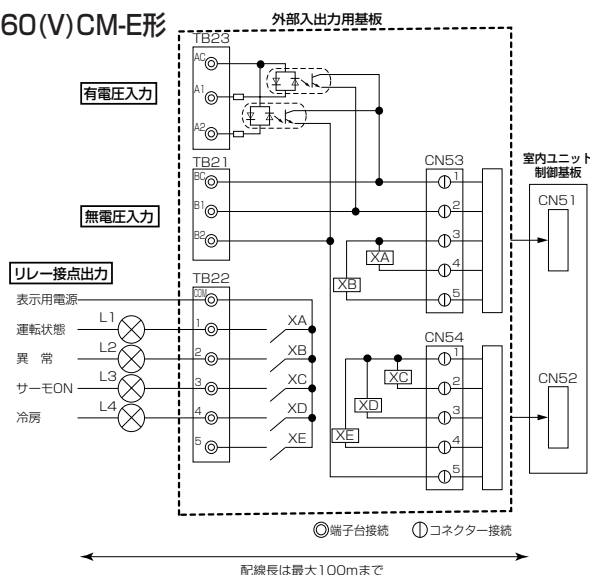 60(V)CM-E形
外部入出力用基板
TB23
AC
A1
A2
有電圧入力
TB21
BC
B1
B2
無電圧入力
CN53
1
2
3
4
5
XA
XB
室内ユニット
制御基板
CN51
CN52
リレー接点出力
TB22
表示用電源
COM
運転状態
L1
1
XA
異 常
L2
2
XB
サーモON
L3
3
XC
冷房
L4
4
XD
5
XE
CN54
1
2
3
4
5
XC
XD
XE
端子台接続
コネクター接続
配線長は最大100mまで